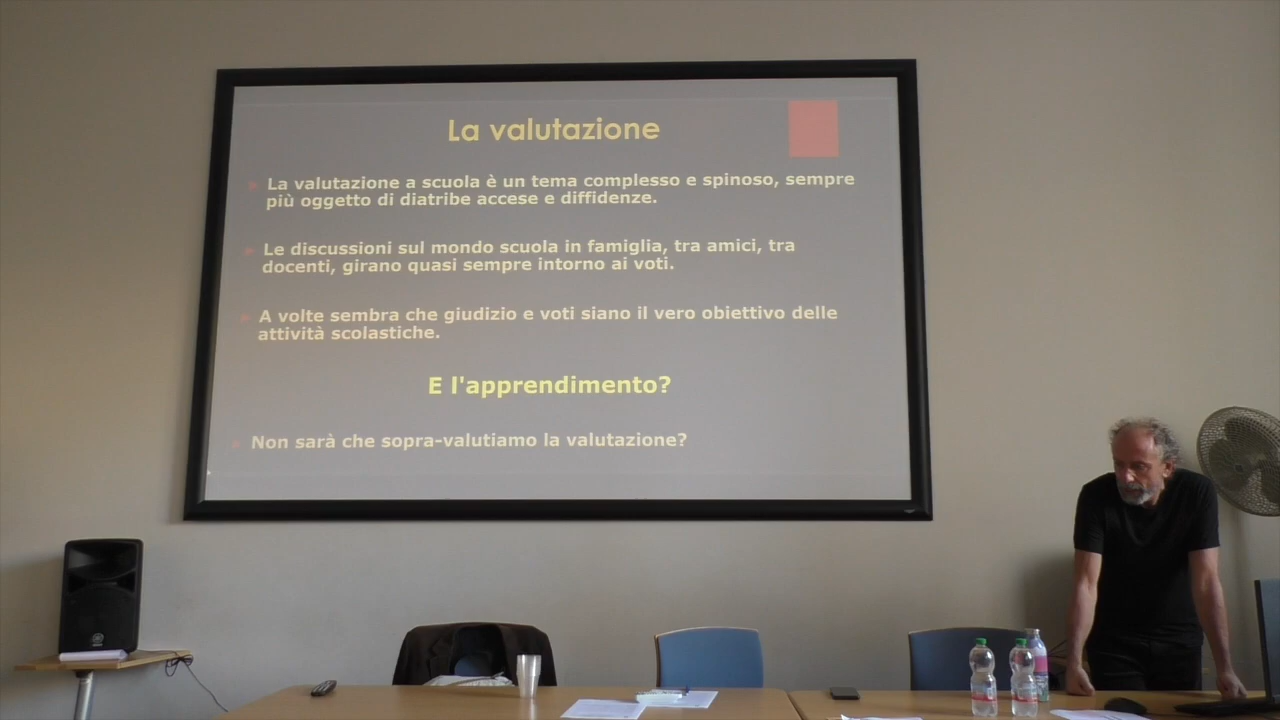 La valutazione
La valutazione a scuola è un tema complesso e spinoso, sempre
più oggetto di diatribe accese e diffidenze.
Le discussioni sul mondo scuola in famiglia, tra amici, tra
docenti, girano quasi sempre intorno ai voti.
A volte sembra che giudizio e voti siano il vero obiettivo delle
attività scolastiche.
E l'apprendimento?
Non sarà che sopra-valutiamo la valutazione?